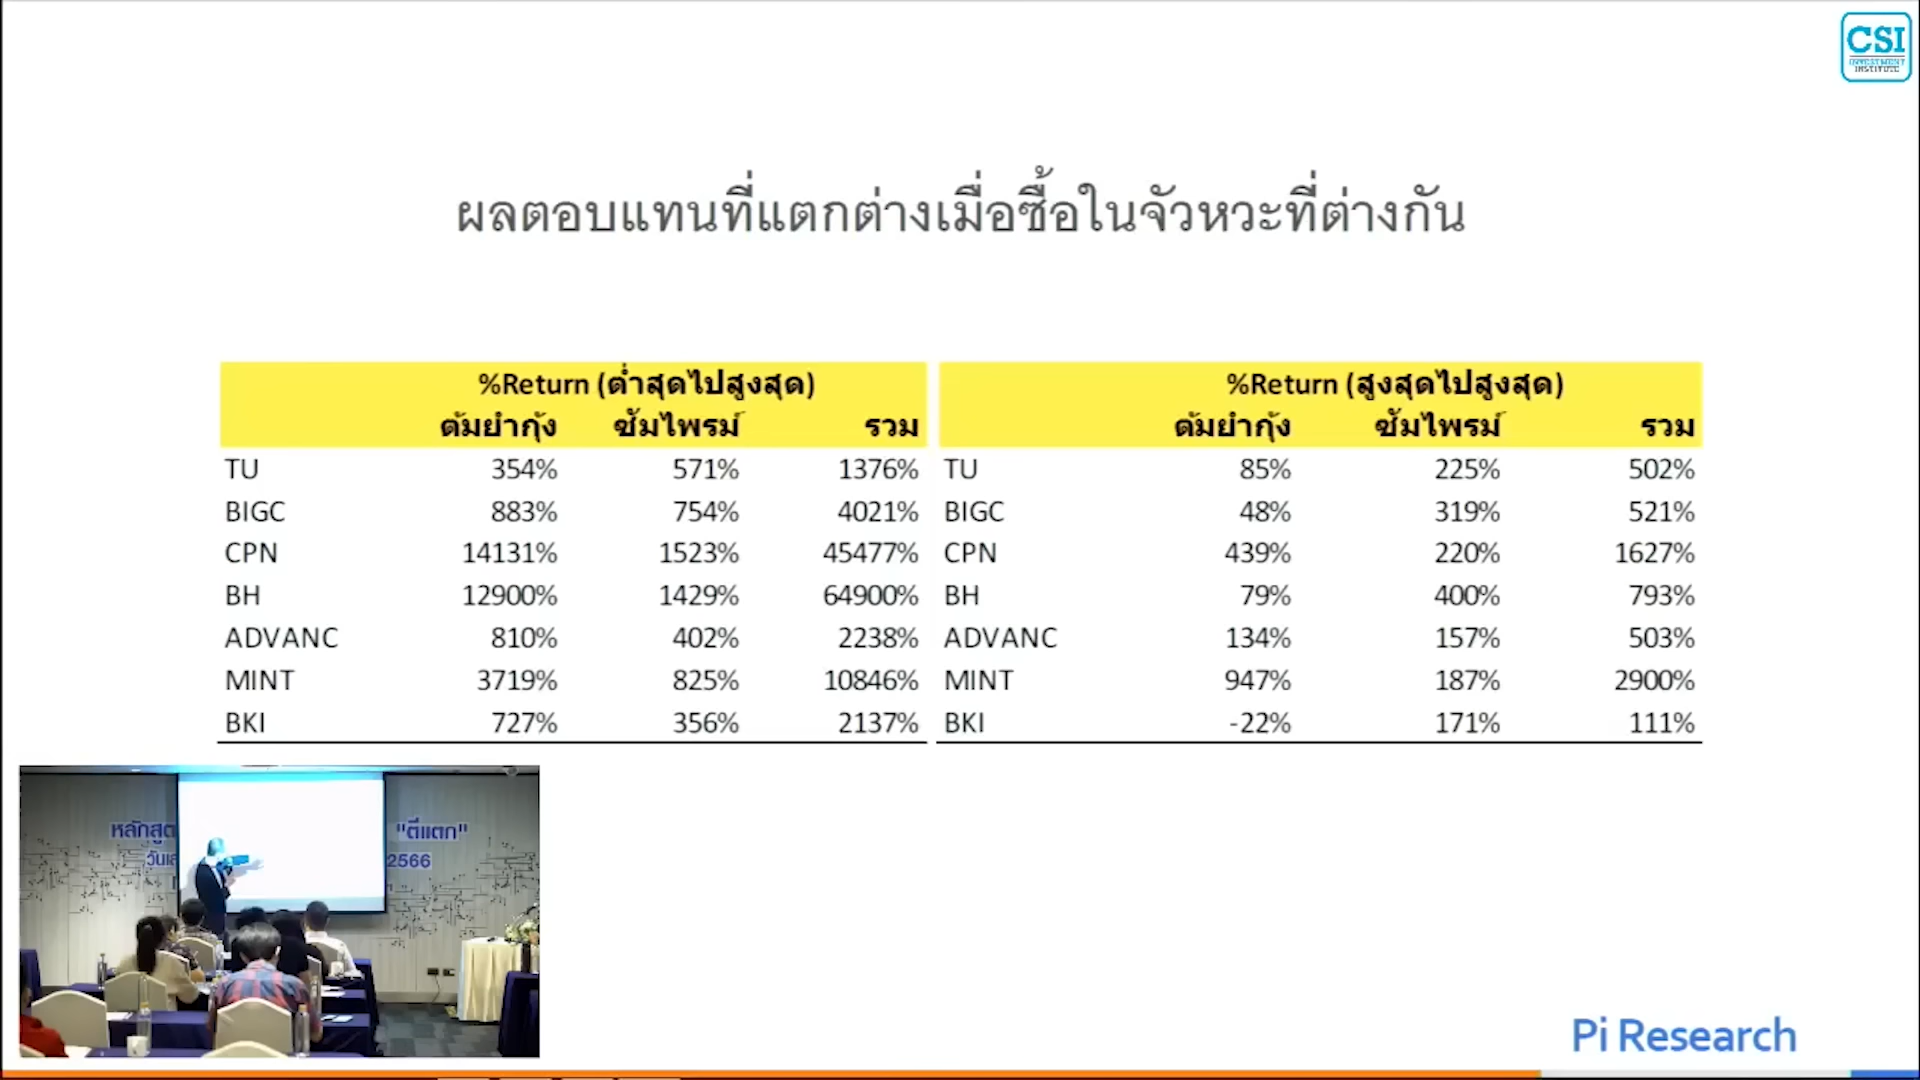 CSI
INVESTMENT
INSTITUTE
ผลตอบแทนที่แตกต่างเมื่อซื้อในจังหวะที่ต่างกัน
%Return (ต่ำสุดไปสูงสุด)
ต้มยำกุ้ง ซับไพรม์ รวม
TU 354% 571% 1376%
BIGC 883% 754% 4021%
CPN 14131% 1523% 45477%
BH 12900% 1429% 64900%
ADVANC 810% 402% 2238%
MINT 3719% 825% 10846%
BKI 727% 356% 2137%
%Return (สูงสุดไปสูงสุด)
ต้มยำกุ้ง ซับไพรม์ รวม
TU 85% 225% 502%
BIGC 48% 319% 521%
CPN 439% 220% 1627%
BH 79% 400% 793%
ADVANC 134% 157% 503%
MINT 947% 187% 2900%
BKI -22% 171% 111%
"ตีแตก"
2566
Pi Research